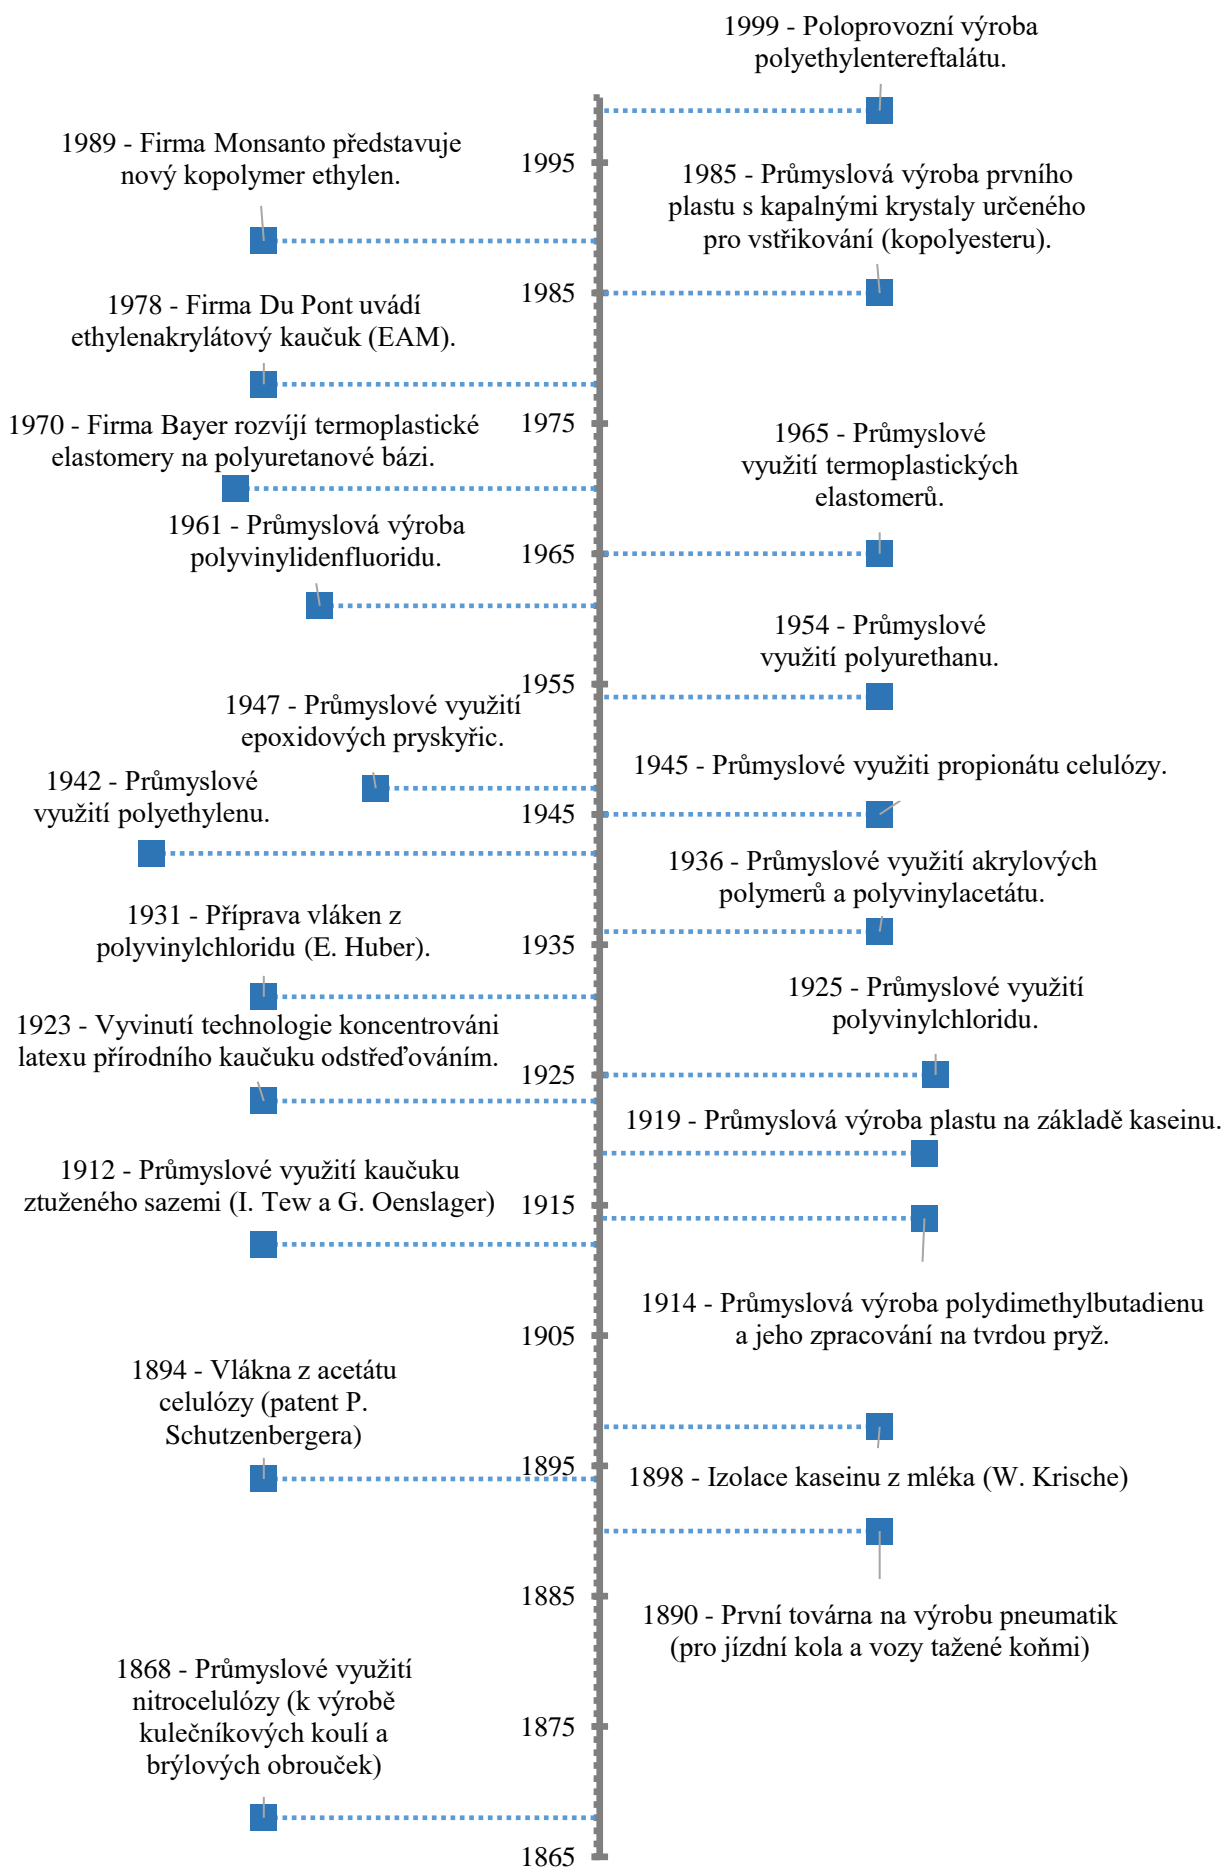 1999 - Poloprovozní výroba
polyethylentereftalátu.
1989 - Firma Monsanto představuje
nový kopolymer ethylen.
1995
1985 - Průmyslová výroba prvního
plastu s kapalnými krystaly určeného
pro vstřikování (kopolyesteru).
1985
1978 - Firma Du Pont uvádí
ethylenakrylátový kaučuk (EAM).
1975
1970 - Firma Bayer rozvíjí termoplastické
elastomery na polyuretanové bázi.
1965 - Průmyslové
využití termoplastických
elastomerů.
1961 - Průmyslová výroba
polyvinylidenfluoridu.
1965
1954 - Průmyslové
využití polyurethanu.
1955
1947 - Průmyslové využití
epoxidových pryskyřic.
1945 - Průmyslové využiti propionátu celulózy.
1942 - Průmyslové
využití polyethylenu.
1945
1936 - Průmyslové využití akrylových
polymerů a polyvinylacetátu.
1931 - Příprava vláken z
polyvinylchloridu (E. Huber).
1935
1925 - Průmyslové využití
polyvinylchloridu.
1923 - Vyvinutí technologie koncentrováni
latexu přírodního kaučuku odstřeďováním.
1925
1919 - Průmyslová výroba plastu na základě kaseinu.
1912 - Průmyslové využití kaučuku
ztuženého sazemi (I. Tew a G. Oenslager)
1915
1914 - Průmyslová výroba polydimethylbutadienu
a jeho zpracování na tvrdou pryž.
1905
1894 - Vlákna z acetátu
celulózy (patent P.
Schutzenbergera)
1895
1898 - Izolace kaseinu z mléka (W. Krische)
1885
1890 - První továrna na výrobu pneumatik
(pro jízdní kola a vozy tažené koňmi)
1868 - Průmyslové využití
nitrocelulózy (k výrobě
kulečníkových koulí a
brýlových obrouček)
1875
1865